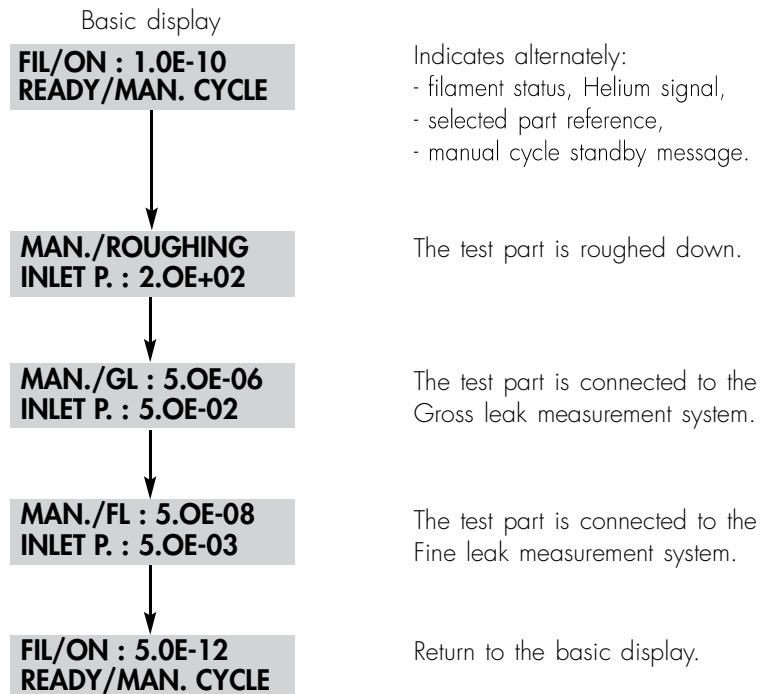 Basic display
FIL/ON : 1.0E-10
READY/MAN. CYCLE
Indicates alternately:
- filament status, Helium signal,
- selected part reference,
- manual cycle standby message.
MAN./ROUGHING
INLET P. : 2.OE+02
The test part is roughed down.
MAN./GL : 5.OE-06
INLET P. : 5.OE-02
The test part is connected to the
Gross leak measurement system.
MAN./FL : 5.OE-08
INLET P. : 5.OE-03
The test part is connected to the
Fine leak measurement system.
FIL/ON : 5.0E-12
READY/MAN. CYCLE
Return to the basic display.